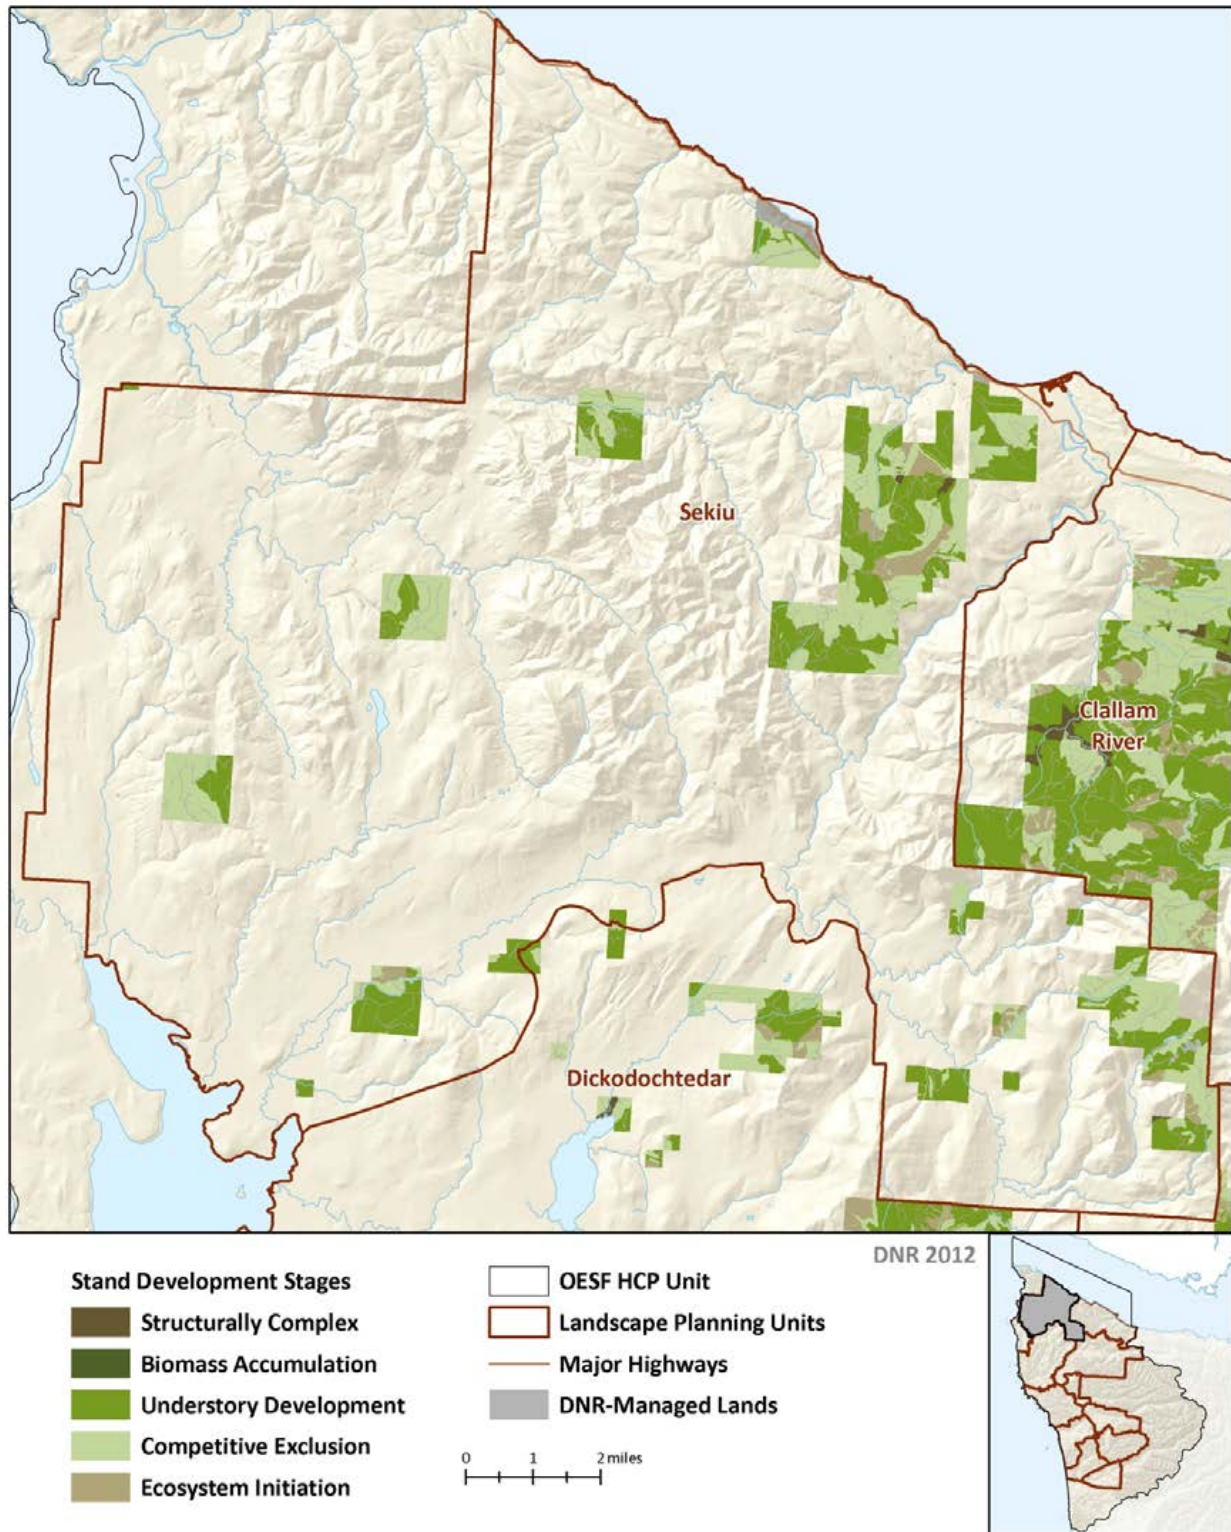 Sekiu
Clallam
River
Dickodochtedar
DNR 2012
Stand Development Stages
Structurally Complex
Biomass Accumulation
Understory Development
Competitive Exclusion
Ecosystem Initiation
OESF HCP Unit
Landscape Planning Units
Major Highways
DNR-Managed Lands
0 1 2 miles